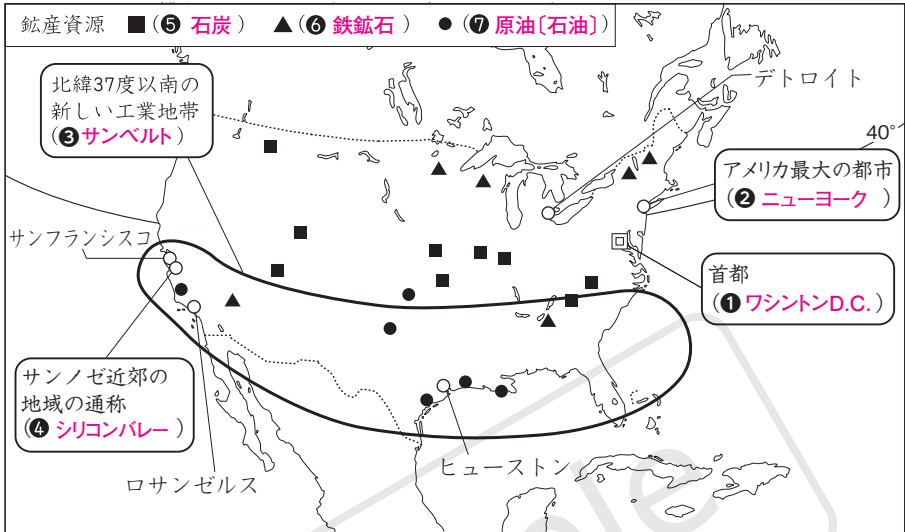 鉱産資源 ■(❺ 石炭 ) ▲(❻ 鉄鉱石 ) ●(❼ 原油〔石油〕)
北緯37度以南の
新しい工業地帯
(❸サンベルト )
デトロイト
40°
アメリカ最大の都市
(❷ ニューヨーク )
サンフランシスコ
首都
(❶ ワシントンD.C. )
サンノゼ近郊の
地域の通称
(❹ シリコンバレー )
ロサンゼルス
ヒューストン